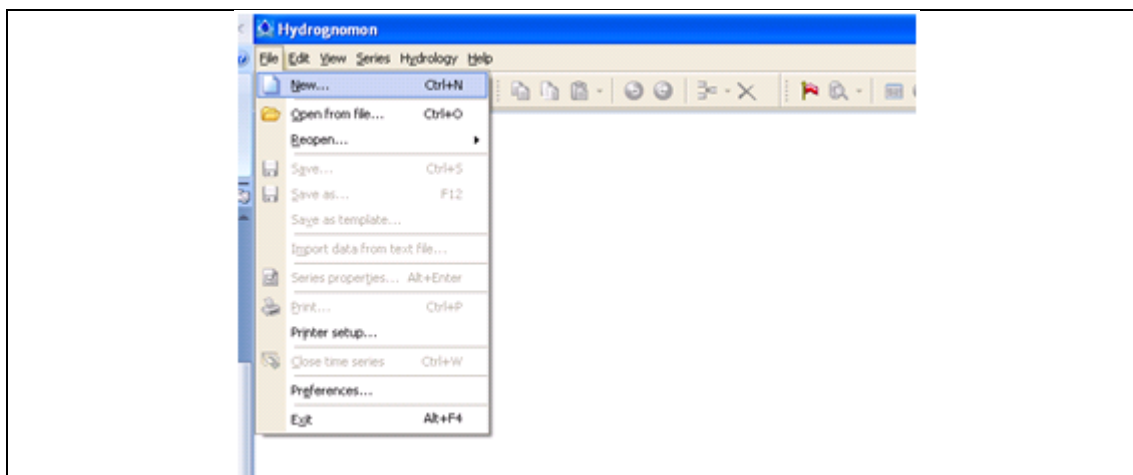 Hydrognomon
File Edit View Series Hydrology Help
New... Ctrl+N
Open from file... Ctrl+O
Reopen...
Save... Ctrl+S
Save as... F12
Save as template...
Import data from text file...
Series properties... Alt+Enter
Print... Ctrl+P
Printer setup...
Close time series Ctrl+W
Preferences...
Exit Alt+F4